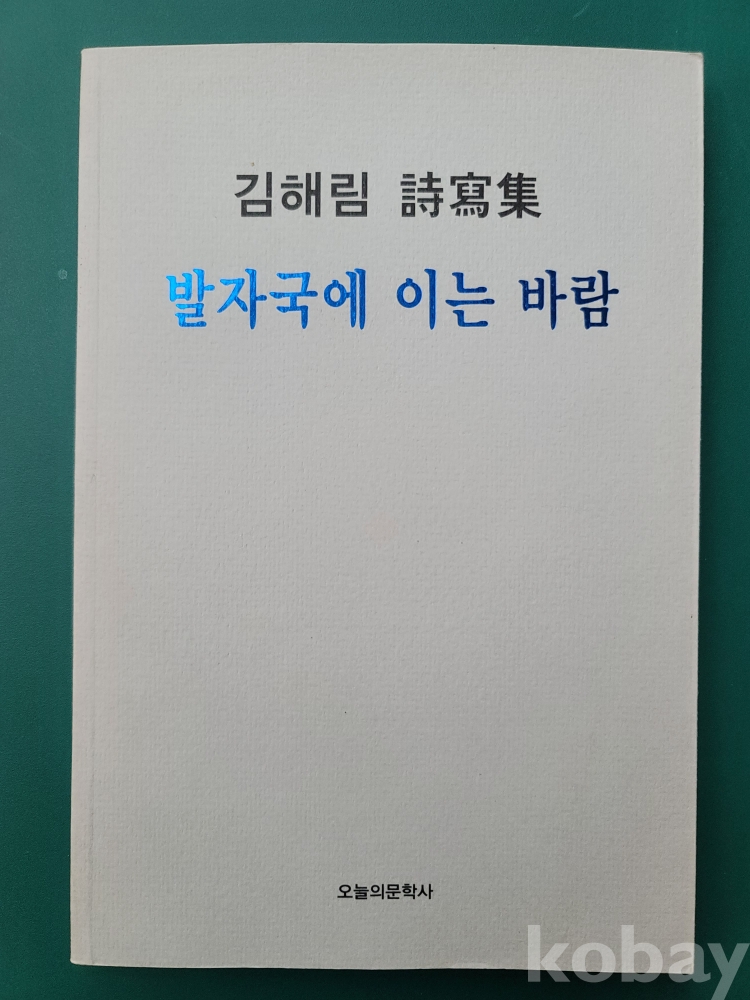 김해림 詩寫集
발자국에 이는 바람
오늘의문학사
kobay